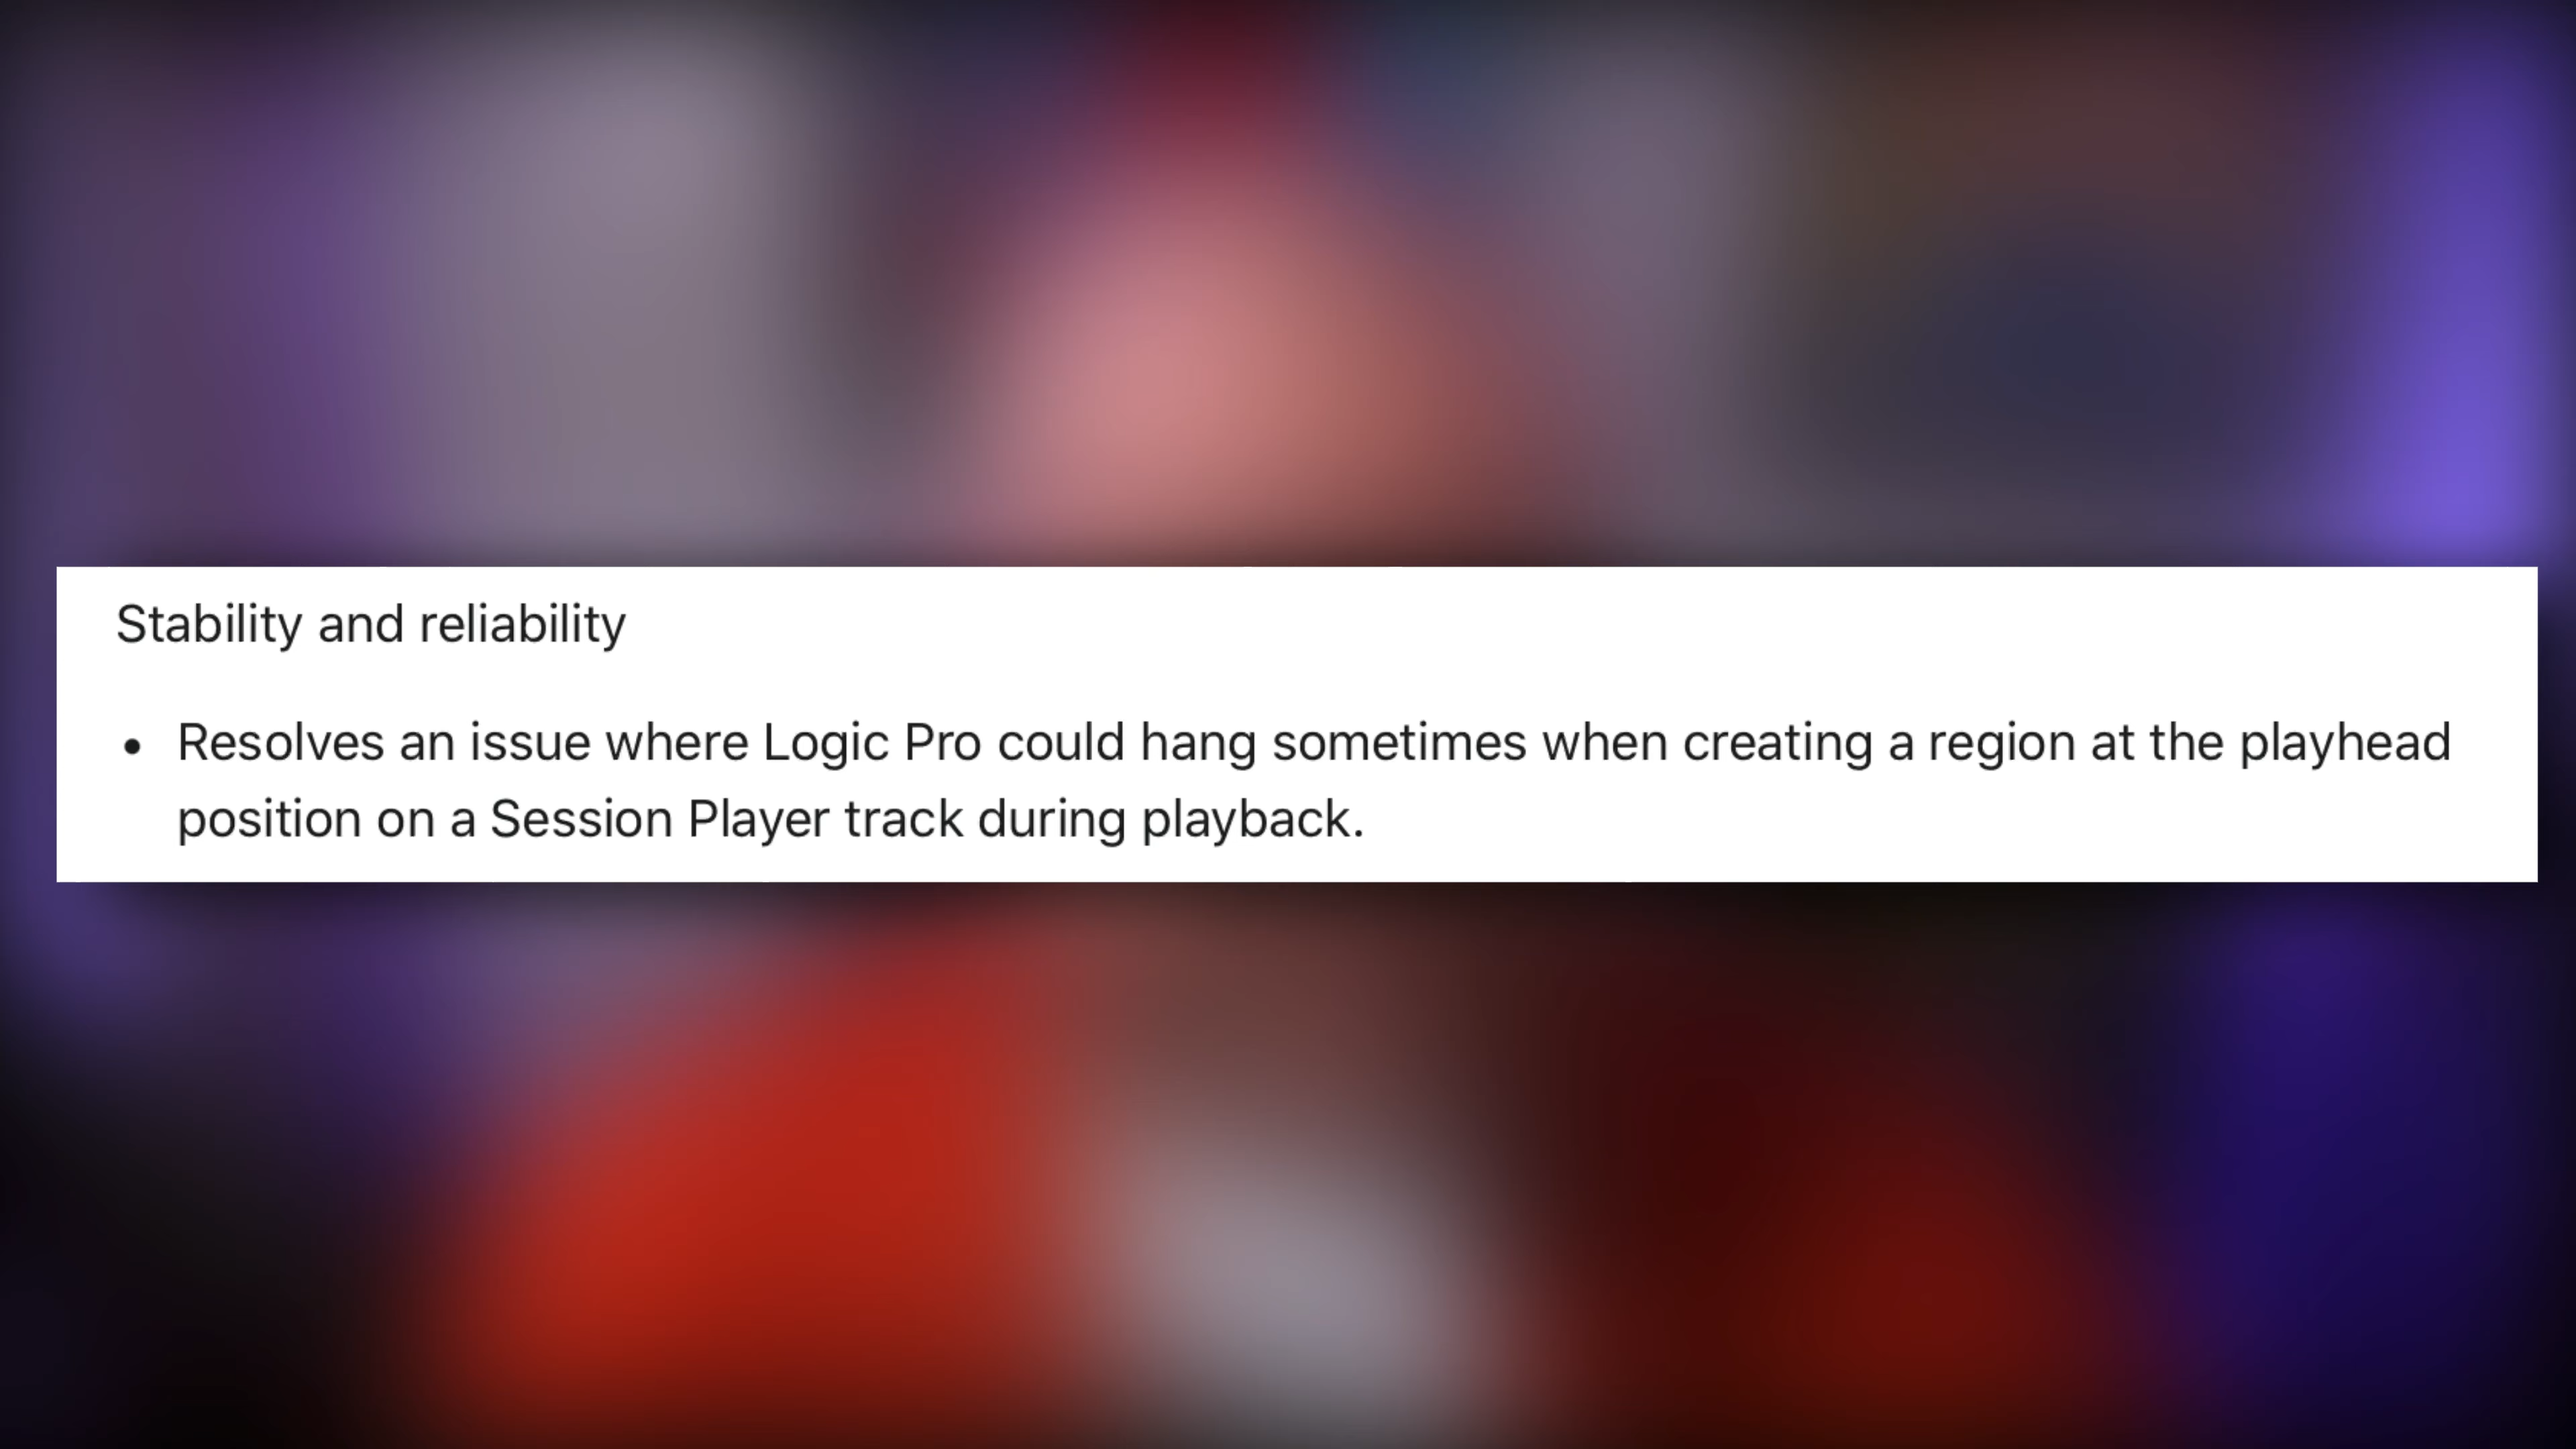 Stability and reliability
• Resolves an issue where Logic Pro could hang sometimes when creating a region at the playhead
position on a Session Player track during playback.